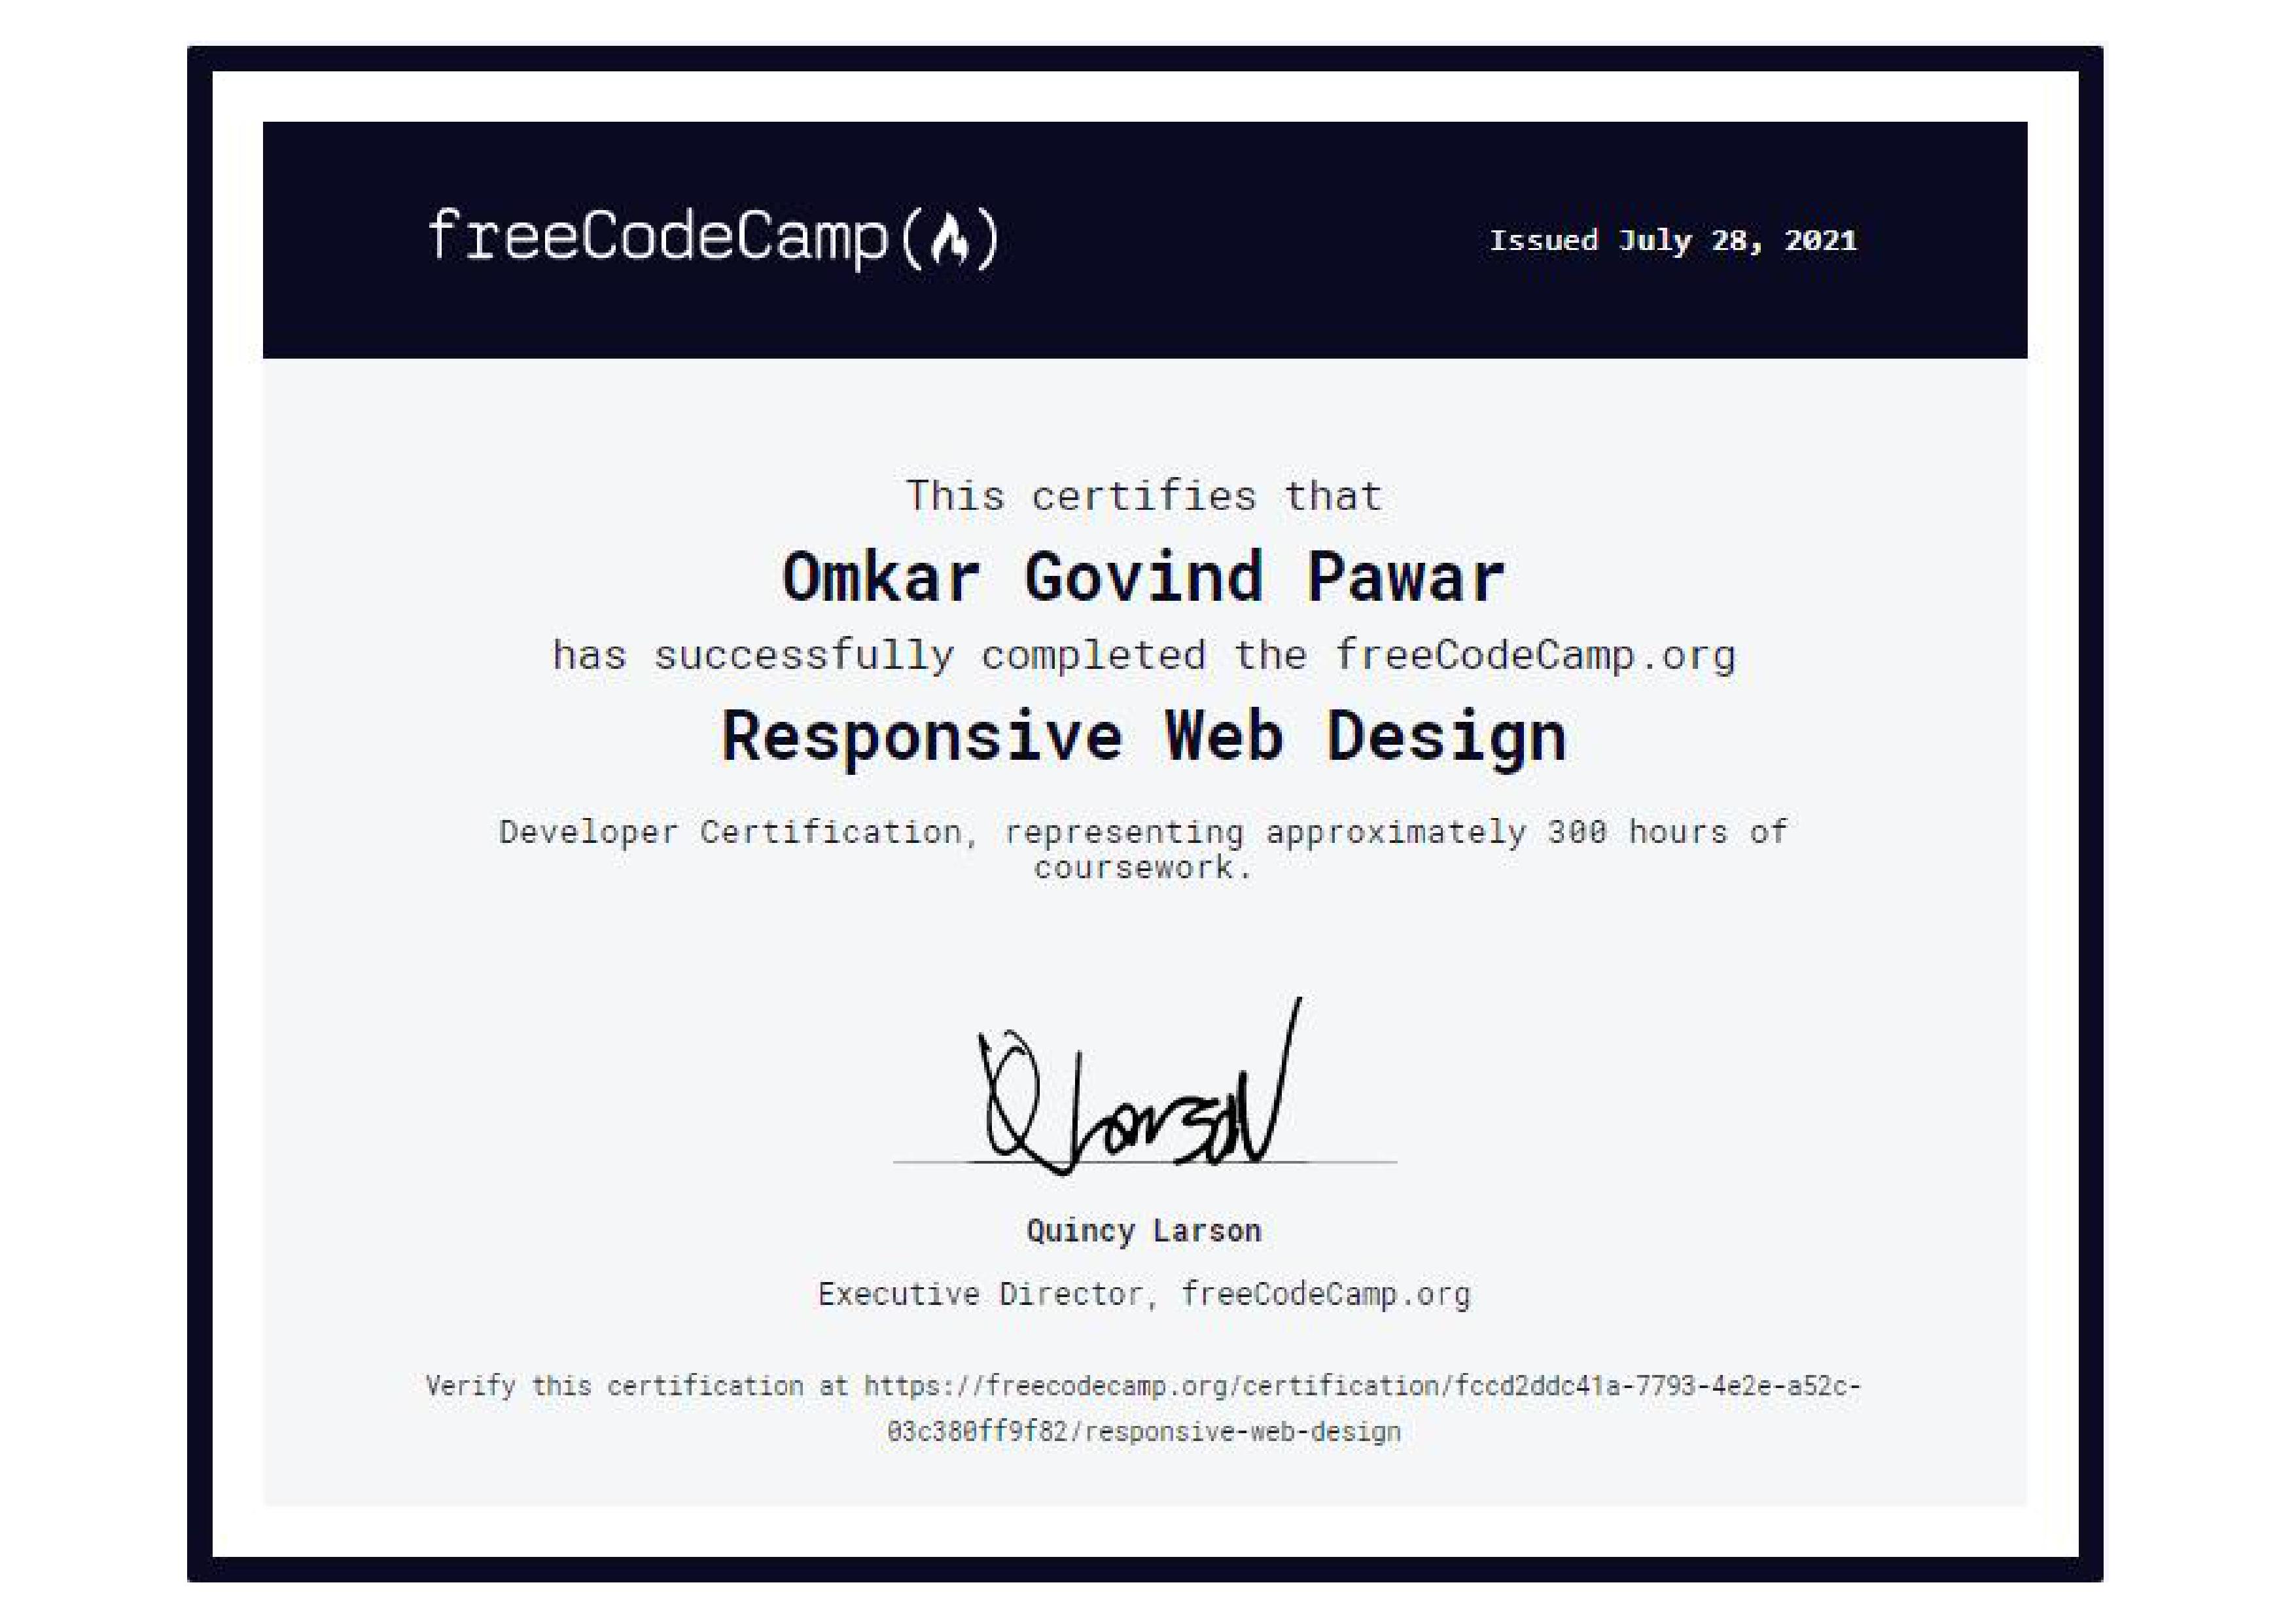 freeCodeCamp(🔥)
Issued July 28, 2021
This certifies that
Omkar Govind Pawar
has successfully completed the freeCodeCamp.org
Responsive Web Design
Developer Certification, representing approximately 300 hours of
coursework.
Q Larson
Quincy Larson
Executive Director, freeCodeCamp.org
Verify this certification at https://freecodecamp.org/certification/fccd2ddc41a-7793-4e2e-a52c-
03c380ff9f82/responsive-web-design